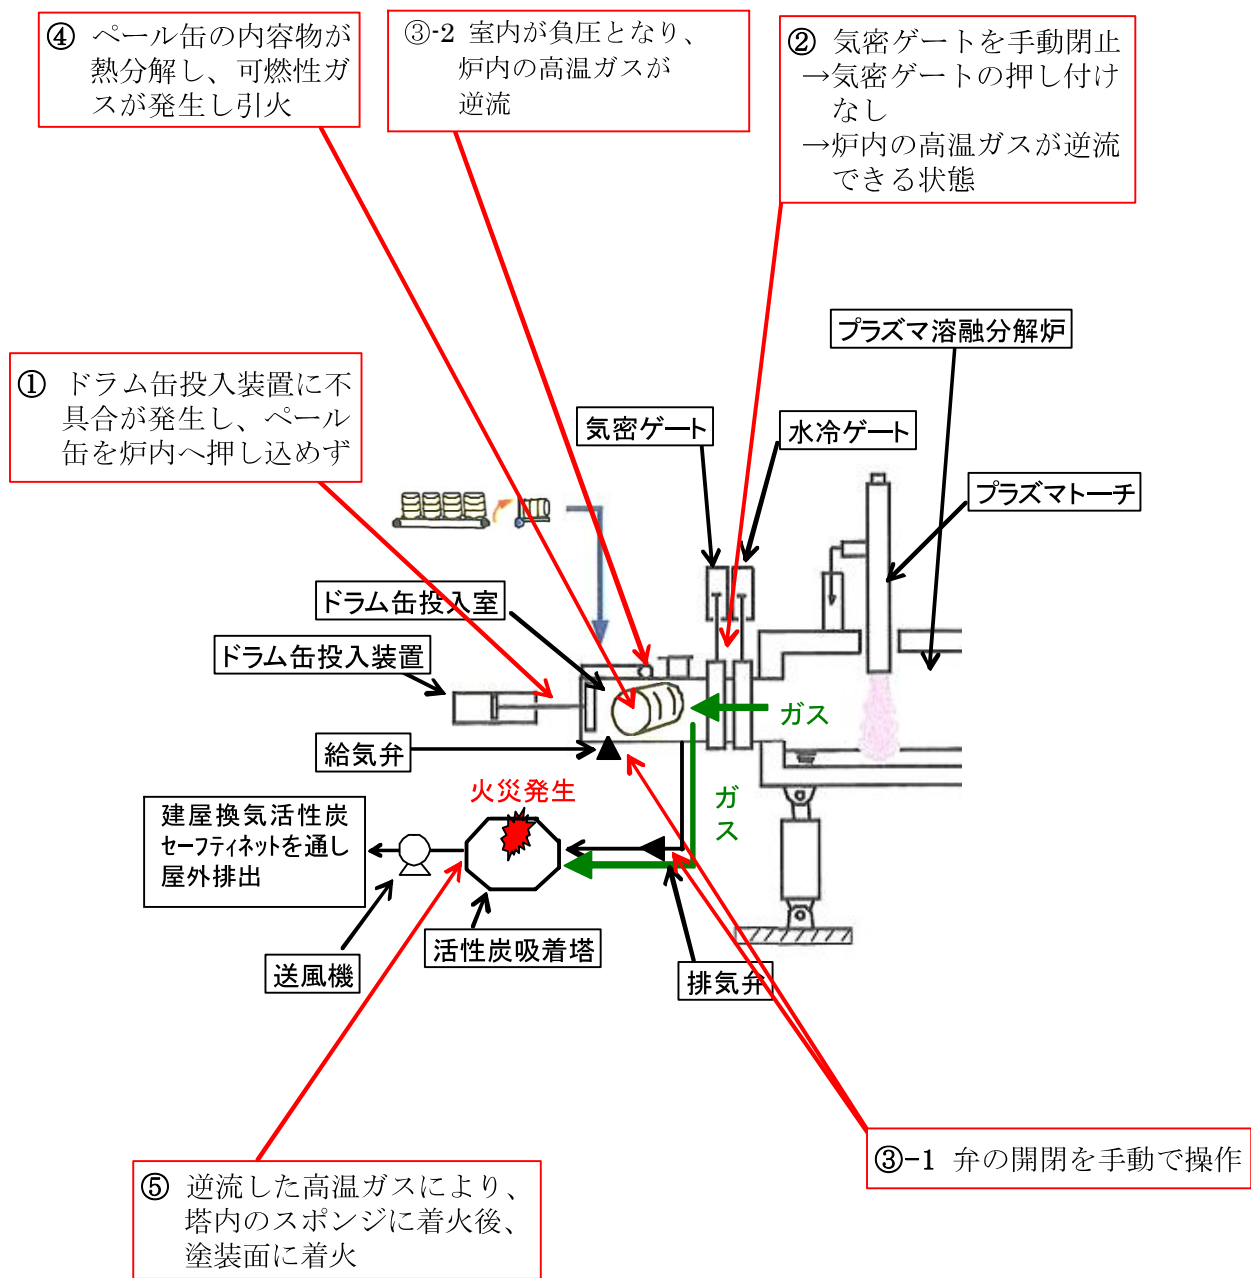 ④ ペール缶の内容物が
熱分解し、可燃性ガ
スが発生し引火
③-2 室内が負圧となり、
炉内の高温ガスが
逆流
② 気密ゲートを手動閉止
→気密ゲートの押し付け
なし
→炉内の高温ガスが逆流
できる状態
プラズマ溶融分解炉
① ドラム缶投入装置に不
具合が発生し、ペール
缶を炉内へ押し込めず
気密ゲート
水冷ゲート
プラズマトーチ
ドラム缶投入室
ドラム缶投入装置
ガス
給気弁
火災発生
ガ
ス
建屋換気活性炭
セーフティネットを通し
屋外排出
活性炭吸着塔
送風機
排気弁
③-1 弁の開閉を手動で操作
⑤ 逆流した高温ガスにより、
塔内のスポンジに着火後、
塗装面に着火